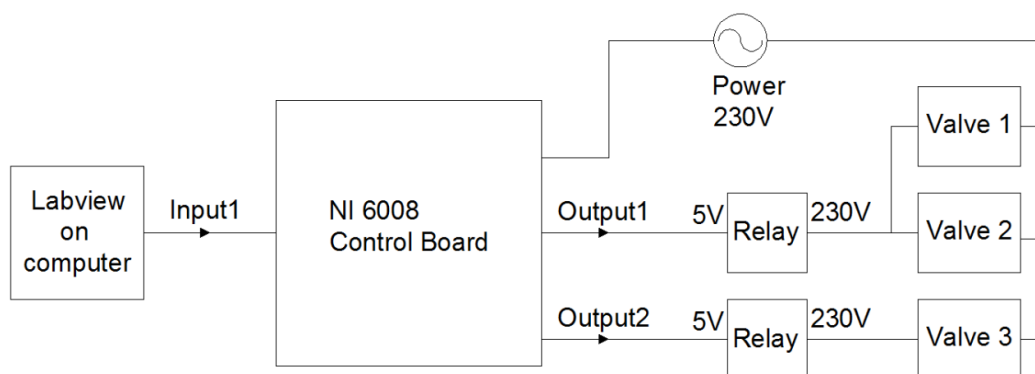 Power
230V
Valve 1
Labview
on
computer
Input1
NI 6008
Control Board
Output1
5V
Relay
230V
Valve 2
Output2
5V
Relay
230V
Valve 3